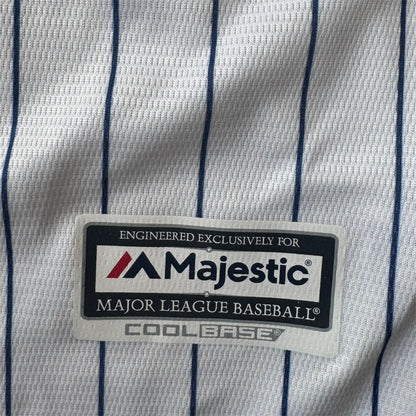 ENGINEERED EXCLUSIVELY FOR
Majestic®
MAJOR LEAGUE BASEBALL®
COOLBASE®